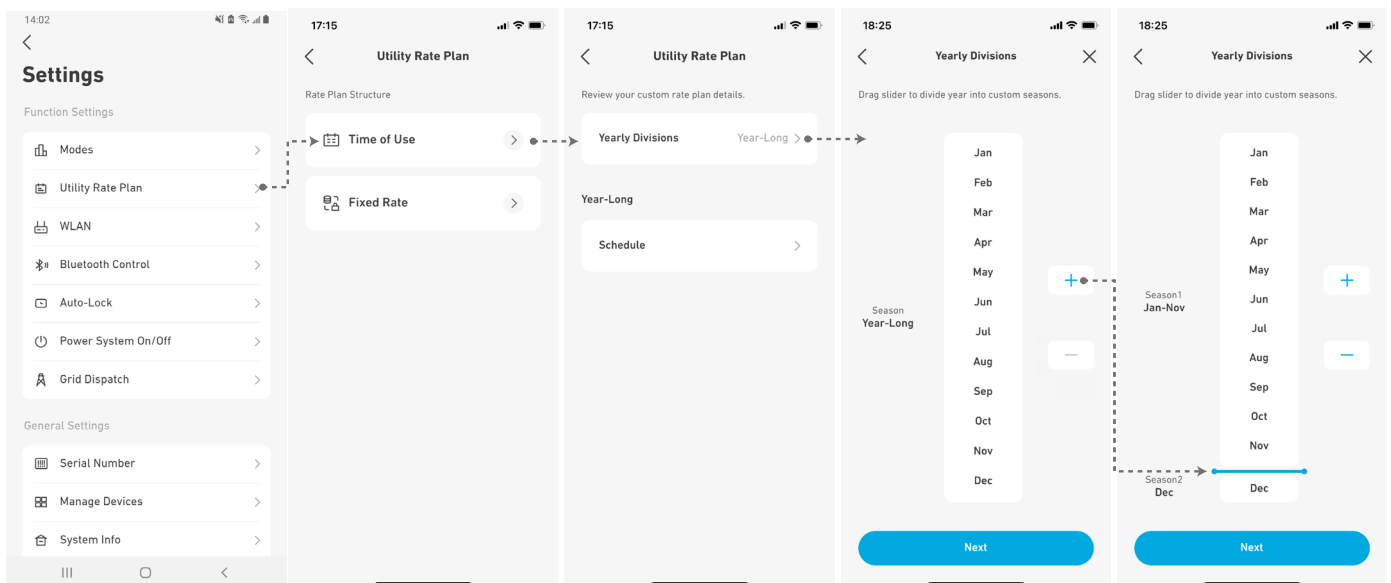 14:02
Settings
Function Settings
Modes
Utility Rate Plan
WLAN
Bluetooth Control
Auto-Lock
Power System On/Off
Grid Dispatch
General Settings
Serial Number
Manage Devices
System Info
17:15
Utility Rate Plan
Rate Plan Structure
Time of Use
Fixed Rate
17:15
Utility Rate Plan
Review your custom rate plan details.
Yearly Divisions Year-Long
Year-Long
Schedule
18:25
Yearly Divisions
Drag slider to divide year into custom seasons.
Jan
Feb
Mar
Apr
May
Jun
Season
Year-Long
Jul
Aug
Sep
Oct
Nov
Dec
Next
18:25
Yearly Divisions
Drag slider to divide year into custom seasons.
Jan
Feb
Mar
Apr
May
Season1
Jan-Nov
Jun
Jul
Aug
Sep
Oct
Nov
Season2
Dec
Dec
Next